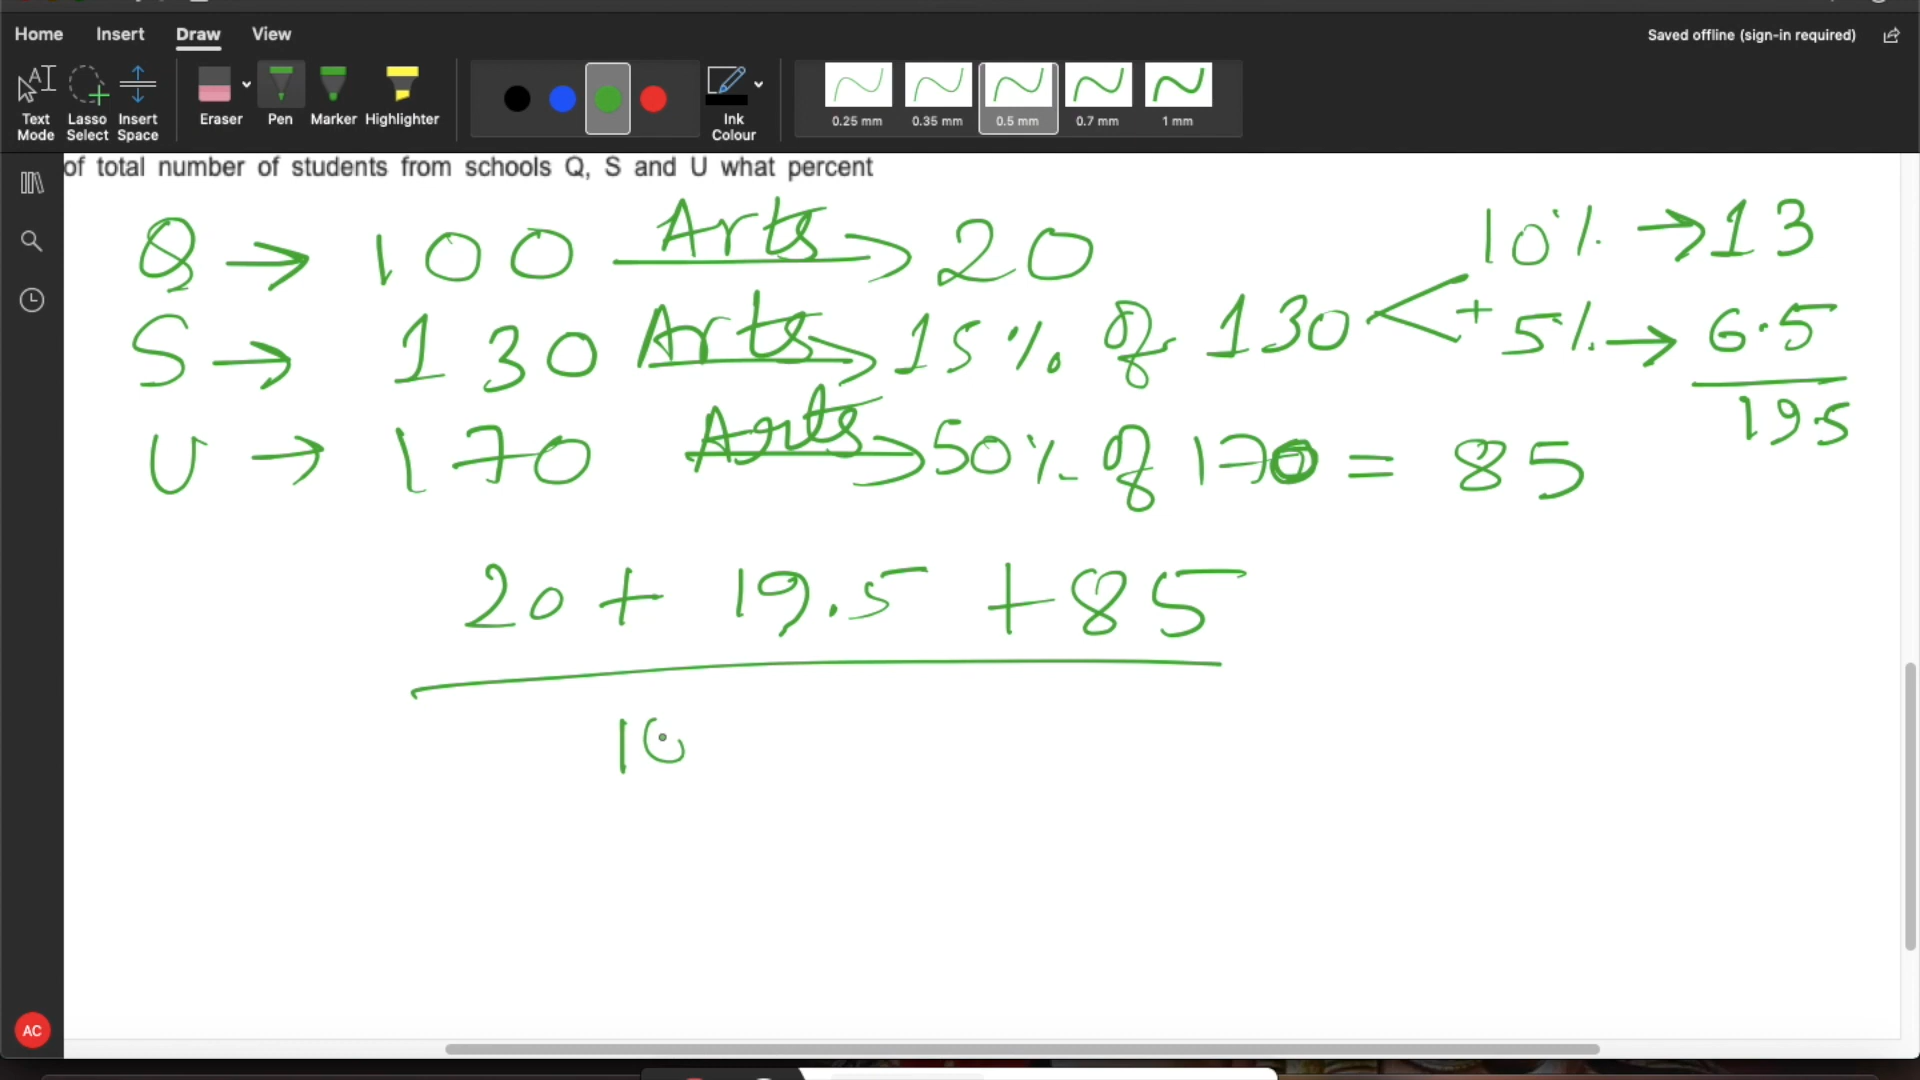 Home Insert Draw View Saved offline (sign-in required)
Text Mode Lasso Select Insert Space Eraser Pen Marker Highlighter Ink Colour 0.25 mm 0.35 mm 0.5 mm 0.7 mm 1 mm
of total number of students from schools Q, S and U what percent
Q → 100 Arts → 20 10% → 13
S → 130 Arts → 15% of 130 < + 5% → 6.5
19.5
U → 170 Arts → 50% of 170 = 85
20 + 19.5 + 85
10
AC